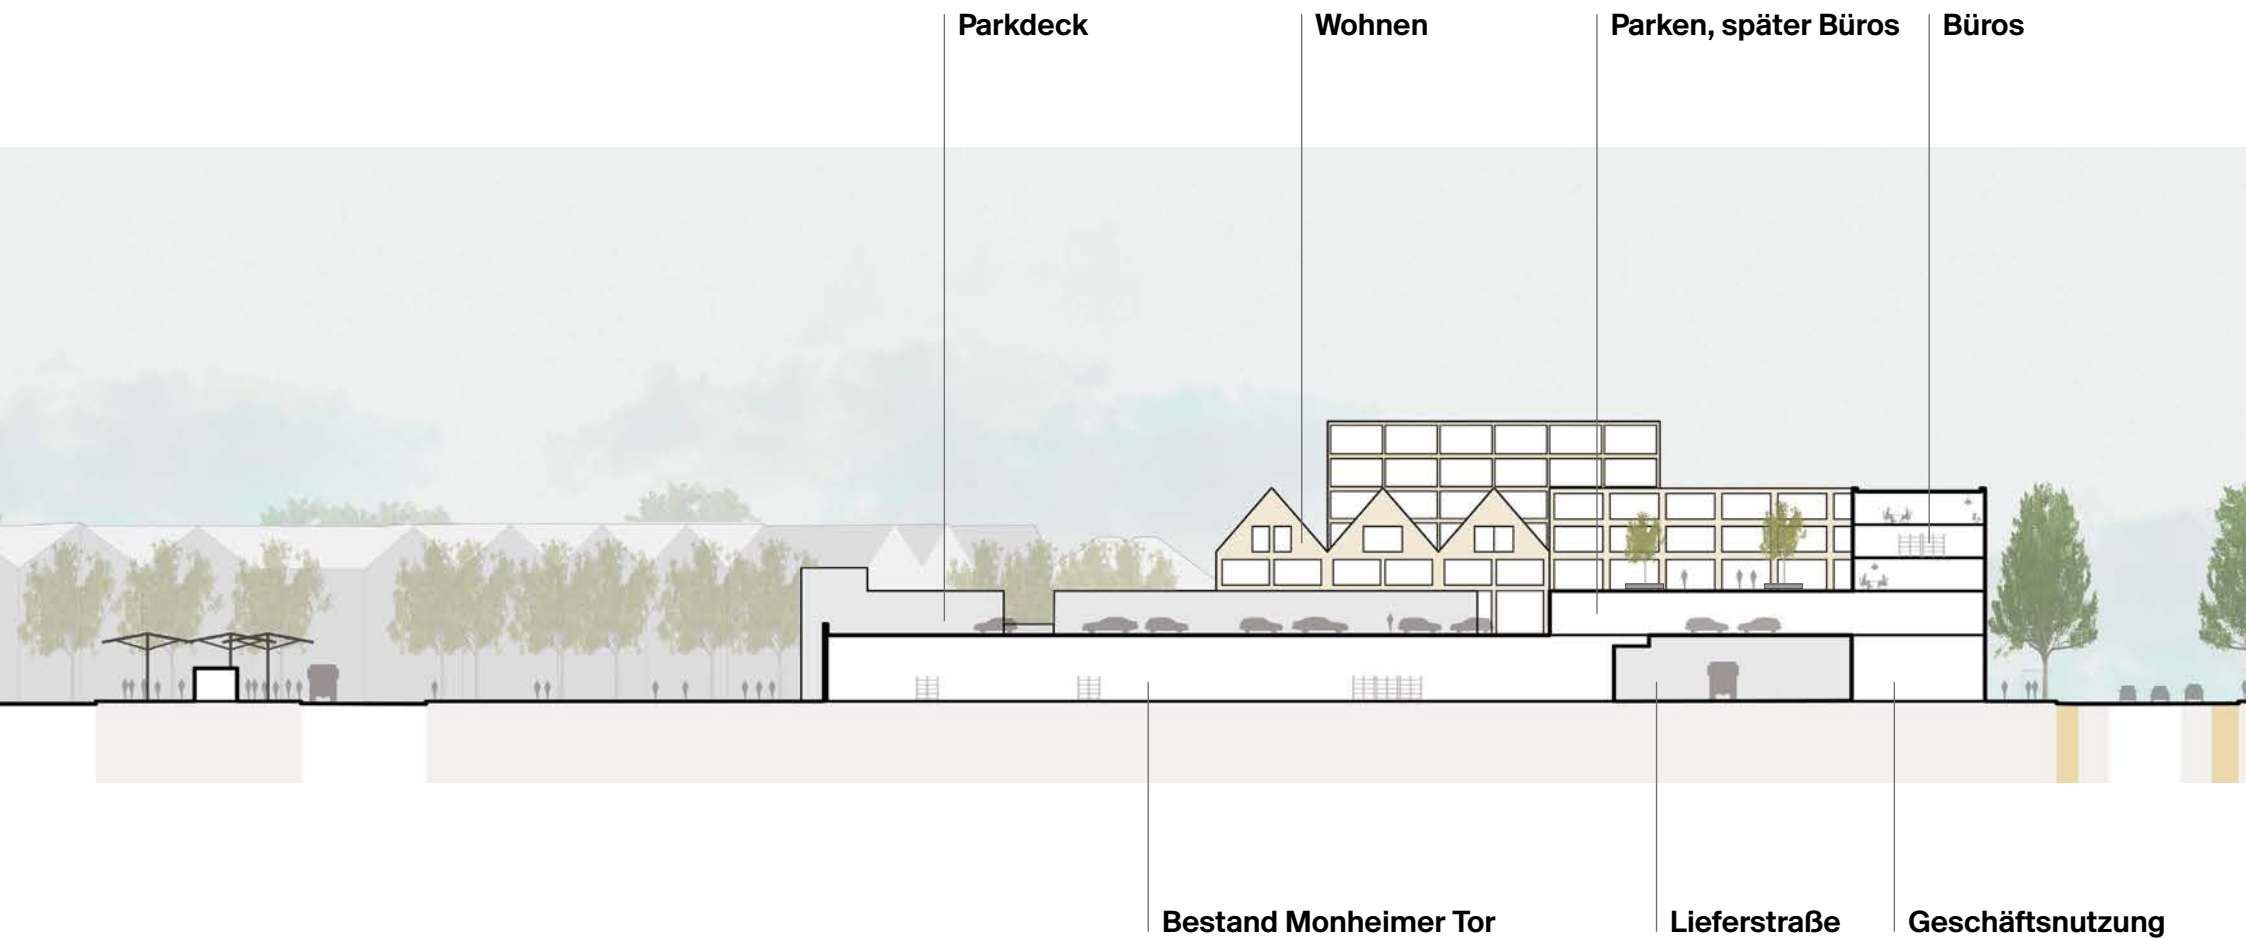 Parkdeck
Wohnen
Parken, später Büros
Büros
Bestand Monheimer Tor
Lieferstraße
Geschäftsnutzung